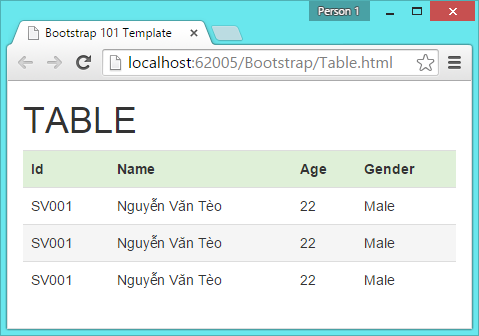 Person 1
Bootstrap 101 Template
localhost:62005/Bootstrap/Table.html
TABLE
Id Name Age Gender
SV001 Nguyễn Văn Tèo 22 Male
SV001 Nguyễn Văn Tèo 22 Male
SV001 Nguyễn Văn Tèo 22 Male